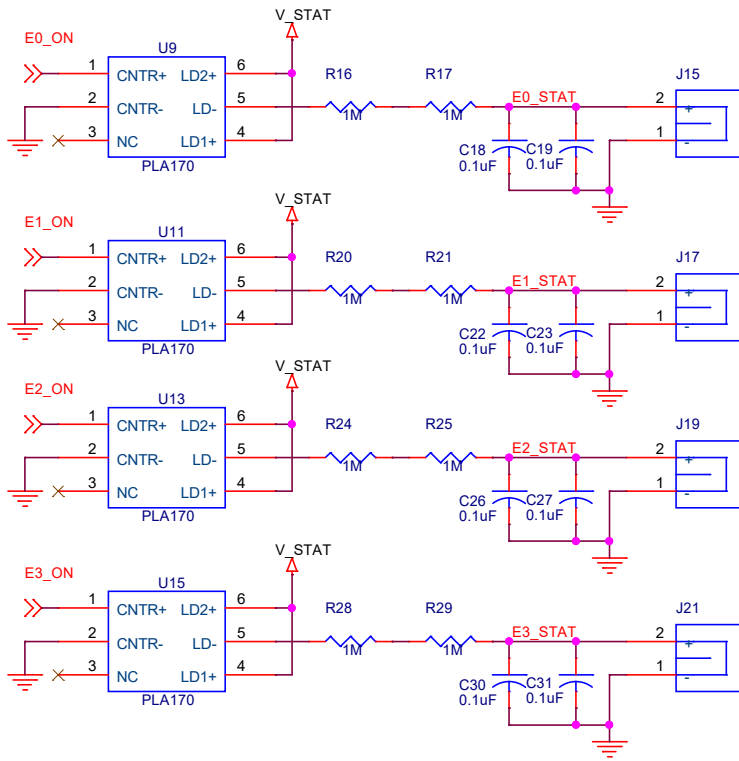 V_STAT
E0_ON U9
1 CNTR+ LD2+ 6 R16 R17 J15
2 CNTR- LD- 5 1M 1M E0_STAT 2 +
3 NC LD1+ 4 C18 C19 1 -
PLA170 0.1uF 0.1uF
V_STAT
E1_ON U11
1 CNTR+ LD2+ 6 R20 R21 J17
2 CNTR- LD- 5 1M 1M E1_STAT 2 +
3 NC LD1+ 4 C22 C23 1 -
PLA170 0.1uF 0.1uF
V_STAT
E2_ON U13
1 CNTR+ LD2+ 6 R24 R25 J19
2 CNTR- LD- 5 1M 1M E2_STAT 2 +
3 NC LD1+ 4 C26 C27 1 -
PLA170 0.1uF 0.1uF
V_STAT
E3_ON U15
1 CNTR+ LD2+ 6 R28 R29 J21
2 CNTR- LD- 5 1M 1M E3_STAT 2 +
3 NC LD1+ 4 C30 C31 1 -
PLA170 0.1uF 0.1uF